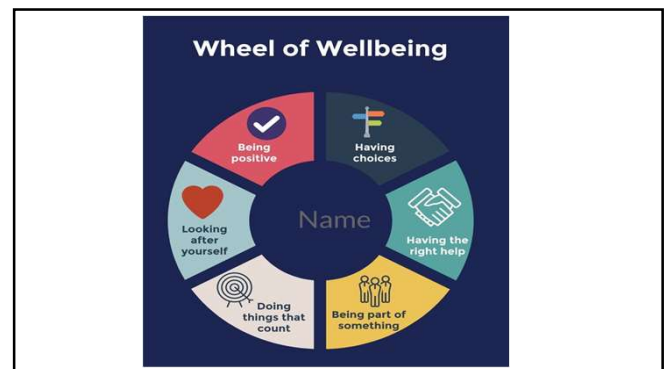 Wheel of Wellbeing
Being
positive
Having
choices
Looking
after
yourself
Name
Having the
right help
Doing
things that
count
Being part of
something